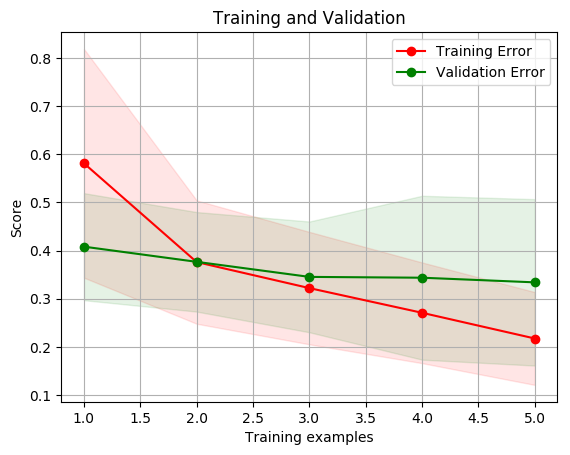 Training and Validation
Training Error
Validation Error
Score
0.8
0.7
0.6
0.5
0.4
0.3
0.2
0.1
1.0 1.5 2.0 2.5 3.0 3.5 4.0 4.5 5.0
Training examples